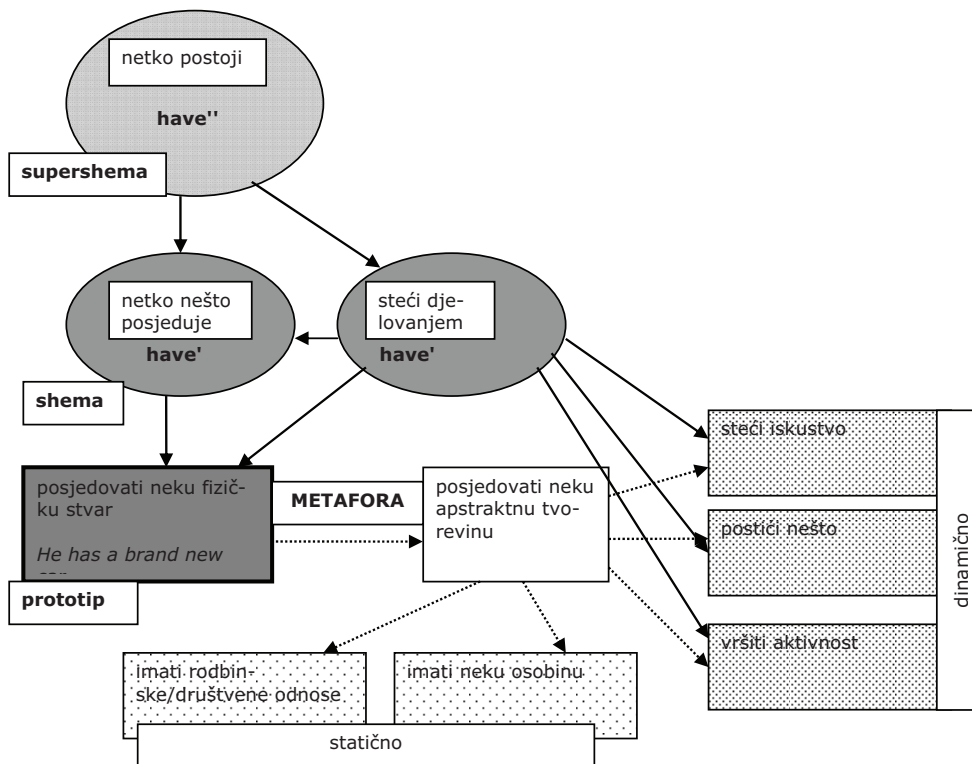 netko postoji
have''
supershema
netko nešto
posjeduje
have'
steći dje-
lovanjem
have'
shema
steći iskustvo
posjedovati neku fizič-
ku stvar
He has a brand new
METAFORA
posjedovati neku
apstraktnu tvo-
revinu
postići nešto
dinamično
prototip
vršiti aktivnost
imati rodbin-
ske/društvene odnose
imati neku osobinu
statično